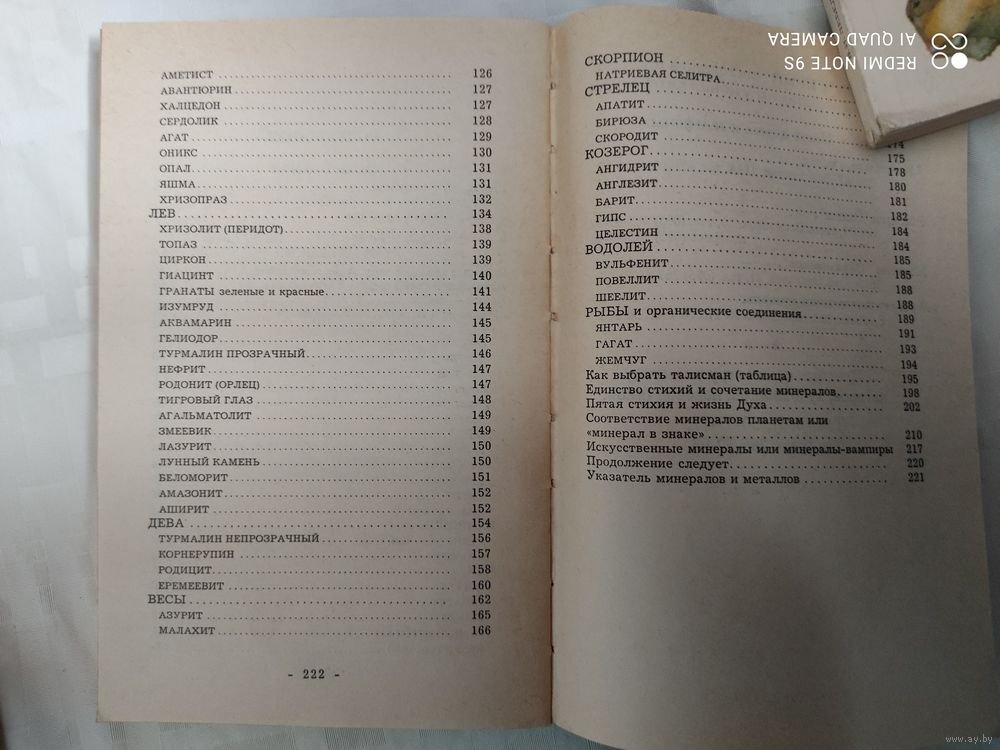 АМЕТИСТ 126
АВАНТЮРИН 127
ХАЛЦЕДОН 127
СЕРДОЛИК 128
АГАТ 129
ОНИКС 130
ОПАЛ 131
ЯШМА 131
ХРИЗОПРАЗ 132
ЛЕВ 134
ХРИЗОЛИТ (ПЕРИДОТ) 138
ТОПАЗ 139
ЦИРКОН 139
ГИАЦИНТ 140
ГРАНАТЫ зеленые и красные 141
ИЗУМРУД 144
АКВАМАРИН 145
ГЕЛИОДОР 145
ТУРМАЛИН ПРОЗРАЧНЫЙ 146
НЕФРИТ 147
РОДОНИТ (ОРЛЕЦ) 147
ТИГРОВЫЙ ГЛАЗ 148
АГАЛЬМАТОЛИТ 149
ЗМЕЕВИК 149
ЛАЗУРИТ 150
ЛУННЫЙ КАМЕНЬ 150
БЕЛОМОРИТ 151
АМАЗОНИТ 152
АШИРИТ 152
ДЕВА 154
ТУРМАЛИН НЕПРОЗРАЧНЫЙ 156
КОРНЕРУПИН 157
РОДИЦИТ 158
ЕРЕМЕЕВИТ 160
ВЕСЫ 162
АЗУРИТ 165
МАЛАХИТ 166
- 222 -
СКОРПИОН
НАТРИЕВАЯ СЕЛИТРА
СТРЕЛЕЦ
АПАТИТ
БИРЮЗА 174
СКОРОДИТ 175
КОЗЕРОГ 178
АНГИДРИТ 180
АНГЛЕЗИТ 181
БАРИТ 182
ГИПС 184
ЦЕЛЕСТИН 184
ВОДОЛЕЙ 185
ВУЛЬФЕНИТ 185
ПОВЕЛЛИТ 188
ШЕЕЛИТ 188
РЫБЫ и органические соединения 189
ЯНТАРЬ 191
ГАГАТ 193
ЖЕМЧУГ 194
Как выбрать талисман (таблица) 195
Единство стихий и сочетание минералов 198
Пятая стихия и жизнь Духа 202
Соответствие минералов планетам или
«минерал в знаке» 210
Искусственные минералы или минералы-вампиры 217
Продолжение следует 220
Указатель минералов и металлов 221
REDMI NOTE 9S
AI QUAD CAMERA
www.ay.by